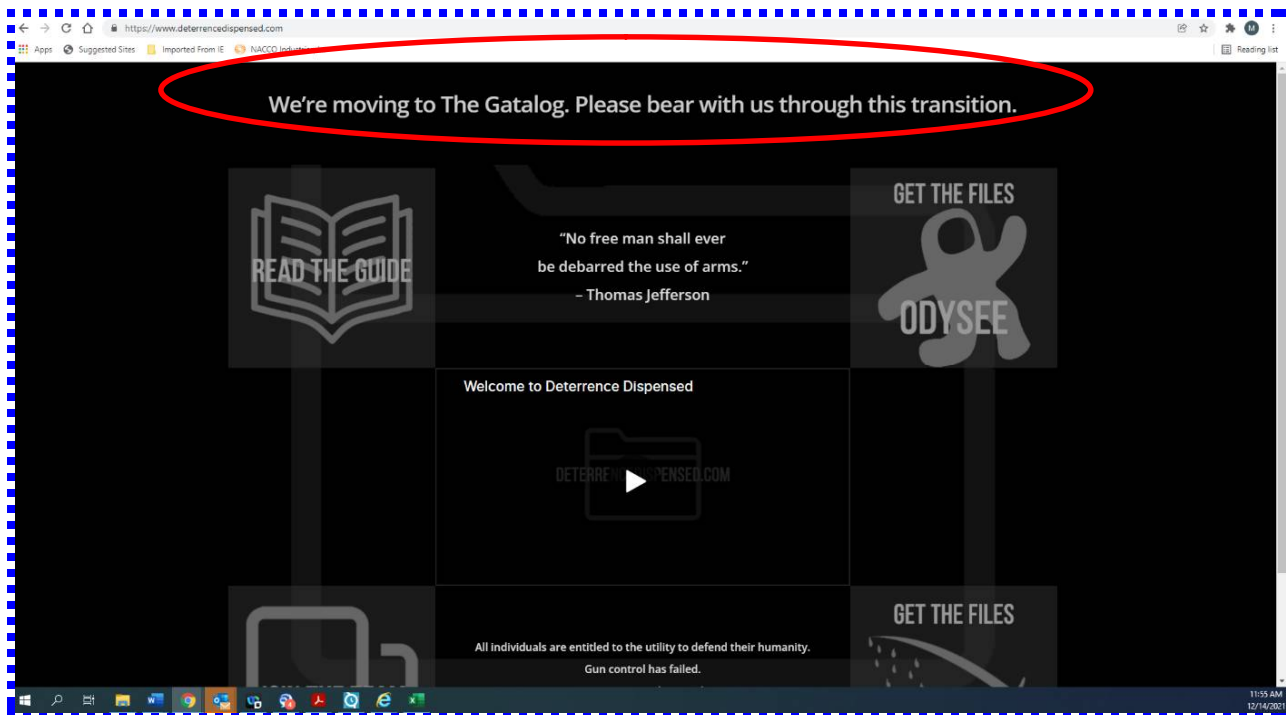 https://www.deterrencedispensed.com
M
Apps Suggested Sites Imported From IE NACCO
Reading list
We're moving to The Gatalog. Please bear with us through this transition.
READ THE GUIDE
"No free man shall ever
be debarred the use of arms."
– Thomas Jefferson
GET THE FILES
ODYSEE
Welcome to Deterrence Dispensed
DETERRENCEDISPENSED.COM
All individuals are entitled to the utility to defend their humanity.
Gun control has failed.
GET THE FILES
11:55 AM
12/14/2021